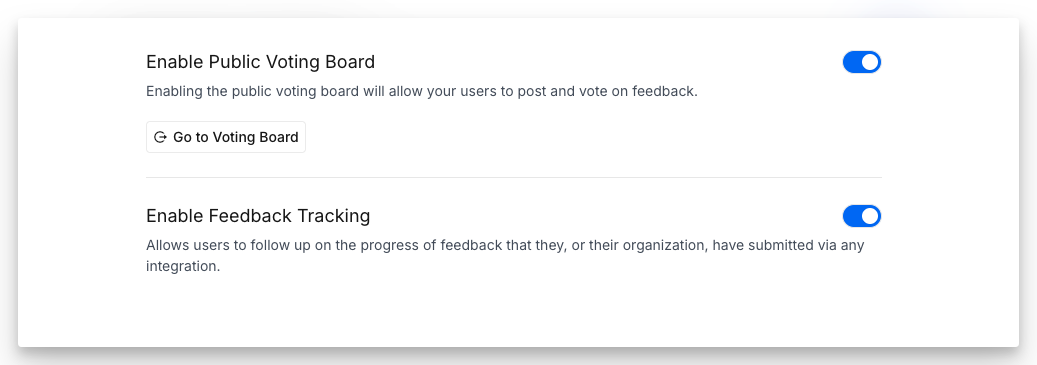 Enable Public Voting Board
Enabling the public voting board will allow your users to post and vote on feedback.
Go to Voting Board
Enable Feedback Tracking
Allows users to follow up on the progress of feedback that they, or their organization, have submitted via any
integration.